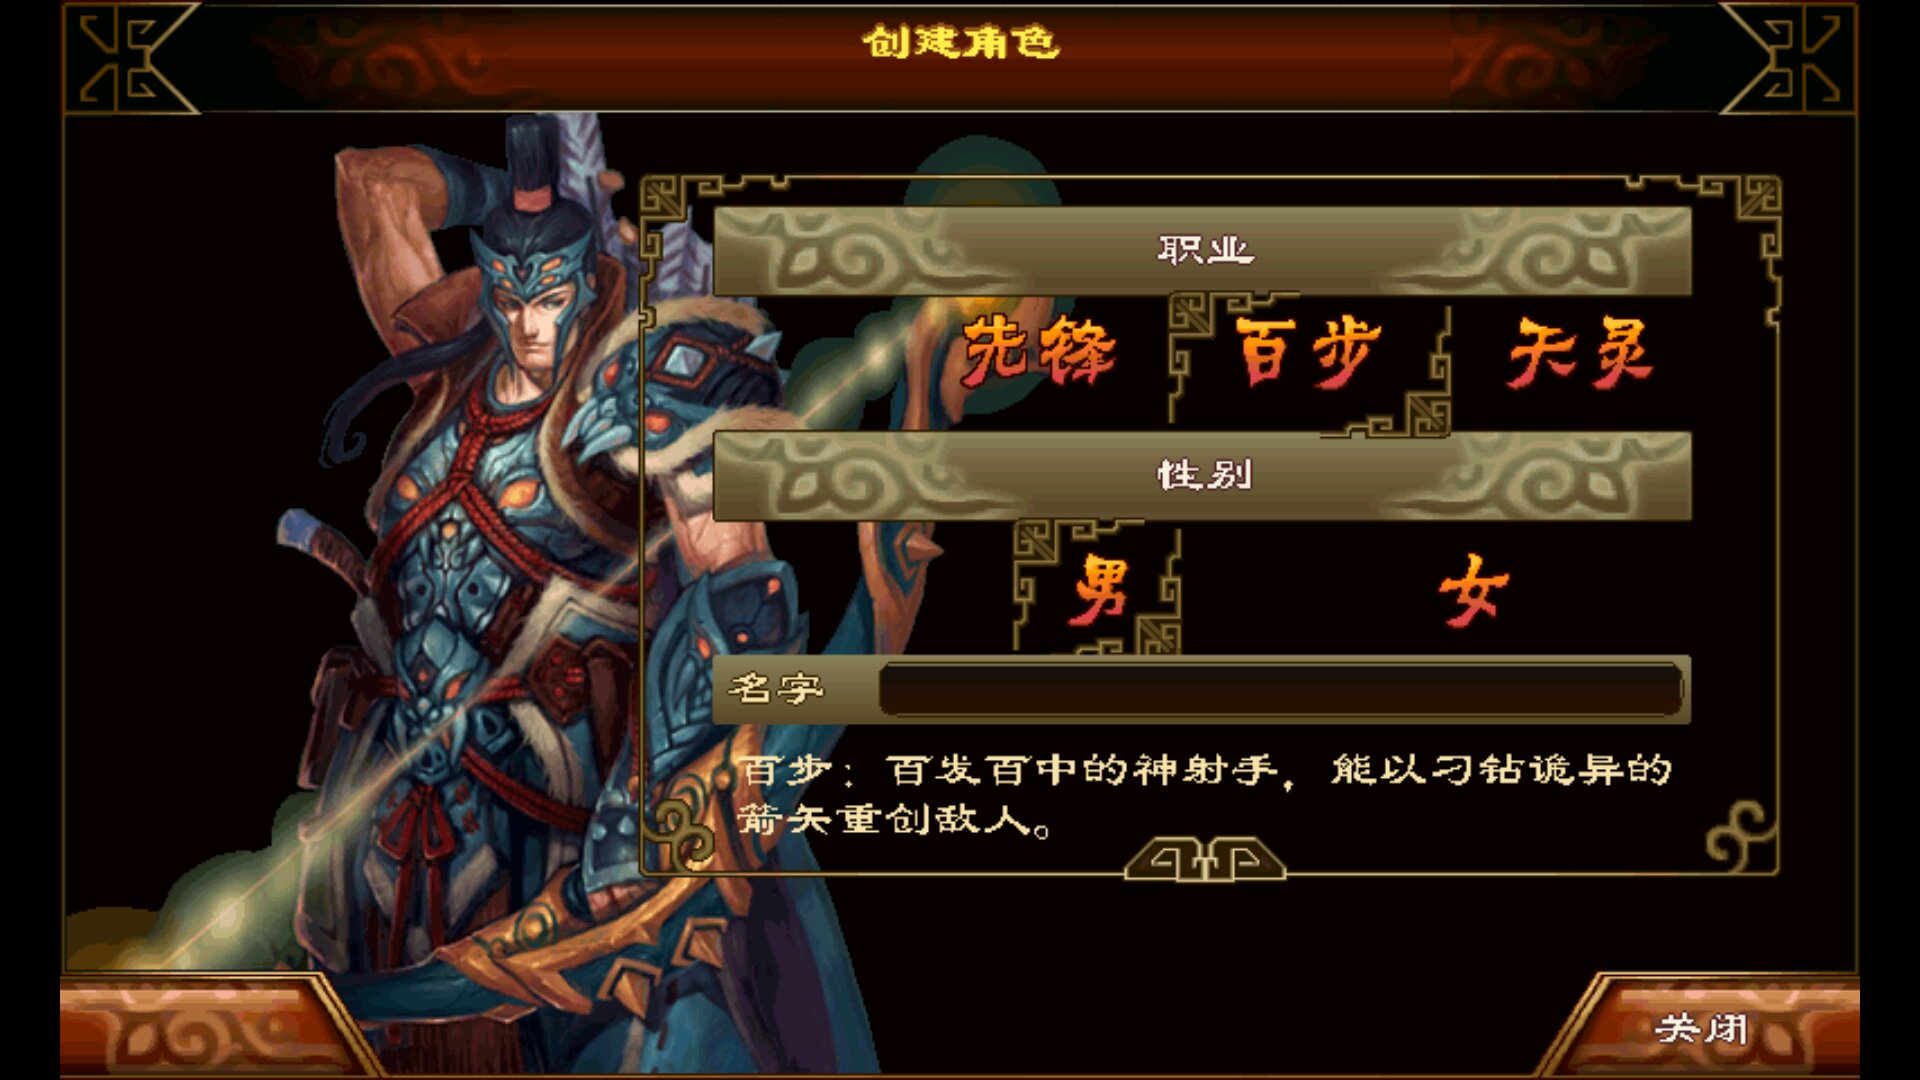 创建角色
职业
先锋 百步 天灵
性别
男 女
名字
百步：百发百中的神射手，能以刁钻诡异的
箭矢重创敌人。
关闭